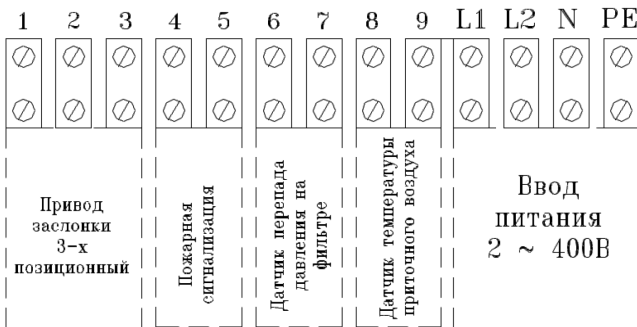 1 2 3 4 5 6 7 8 9 L1 L2 N PE
Привод
заслонки
3-х
позиционный
Пожарная
сигнализация
Датчик перепада
давления на
фильтре
Датчик температуры
приточного воздуха
Ввод
питания
2 ~ 400В